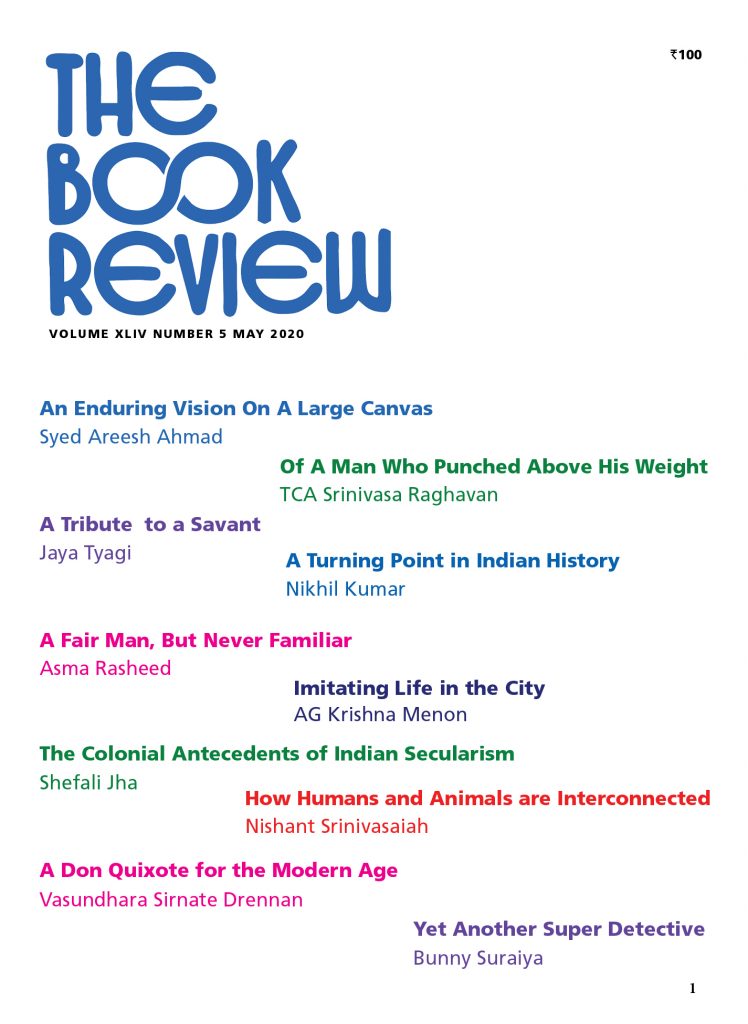 ₹100
THE
BOOK
REVIEW
VOLUME XLIV NUMBER 5 MAY 2020
An Enduring Vision On A Large Canvas
Syed Areesh Ahmad
Of A Man Who Punched Above His Weight
TCA Srinivasa Raghavan
A Tribute  to a Savant
Jaya Tyagi
A Turning Point in Indian History
Nikhil Kumar
A Fair Man, But Never Familiar
Asma Rasheed
Imitating Life in the City
AG Krishna Menon
The Colonial Antecedents of Indian Secularism
Shefali Jha
How Humans and Animals are Interconnected
Nishant Srinivasaiah
A Don Quixote for the Modern Age
Vasundhara Sirnate Drennan
Yet Another Super Detective
Bunny Suraiya
1